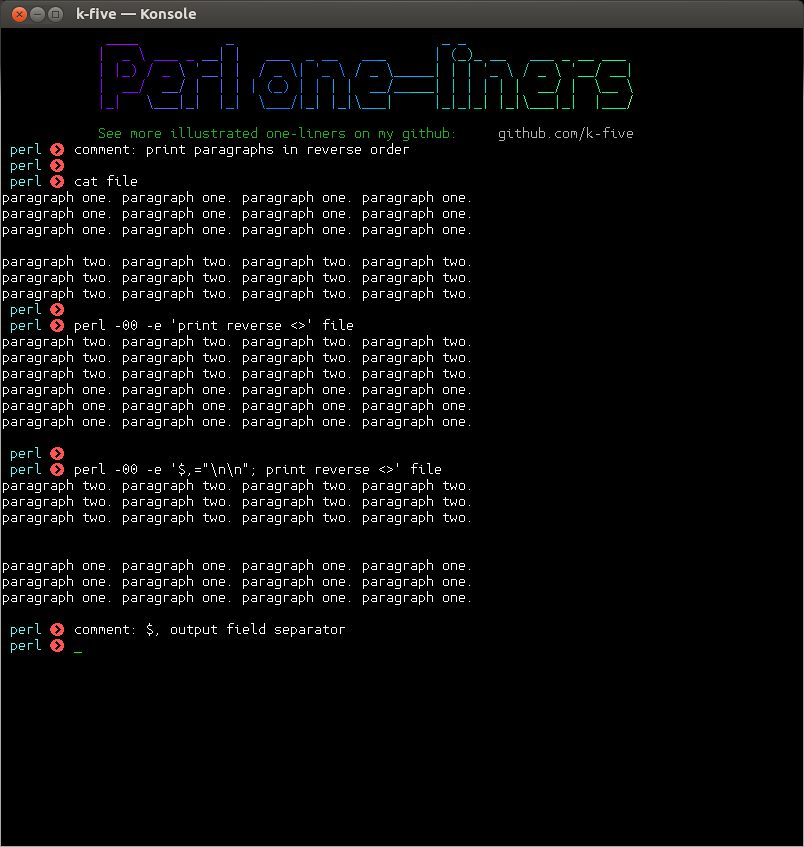 k-five — Konsole
Perl one-liners
See more illustrated one-liners on my github: github.com/k-five
perl comment: print paragraphs in reverse order
perl
perl cat file
paragraph one. paragraph one. paragraph one. paragraph one.
paragraph one. paragraph one. paragraph one. paragraph one.
paragraph one. paragraph one. paragraph one. paragraph one.
paragraph two. paragraph two. paragraph two. paragraph two.
paragraph two. paragraph two. paragraph two. paragraph two.
paragraph two. paragraph two. paragraph two. paragraph two.
perl
perl perl -00 -e 'print reverse <>' file
paragraph two. paragraph two. paragraph two. paragraph two.
paragraph two. paragraph two. paragraph two. paragraph two.
paragraph two. paragraph two. paragraph two. paragraph two.
paragraph one. paragraph one. paragraph one. paragraph one.
paragraph one. paragraph one. paragraph one. paragraph one.
paragraph one. paragraph one. paragraph one. paragraph one.
perl
perl perl -00 -e '$,="\n\n"; print reverse <>' file
paragraph two. paragraph two. paragraph two. paragraph two.
paragraph two. paragraph two. paragraph two. paragraph two.
paragraph two. paragraph two. paragraph two. paragraph two.
paragraph one. paragraph one. paragraph one. paragraph one.
paragraph one. paragraph one. paragraph one. paragraph one.
paragraph one. paragraph one. paragraph one. paragraph one.
perl comment: $, output field separator
perl _